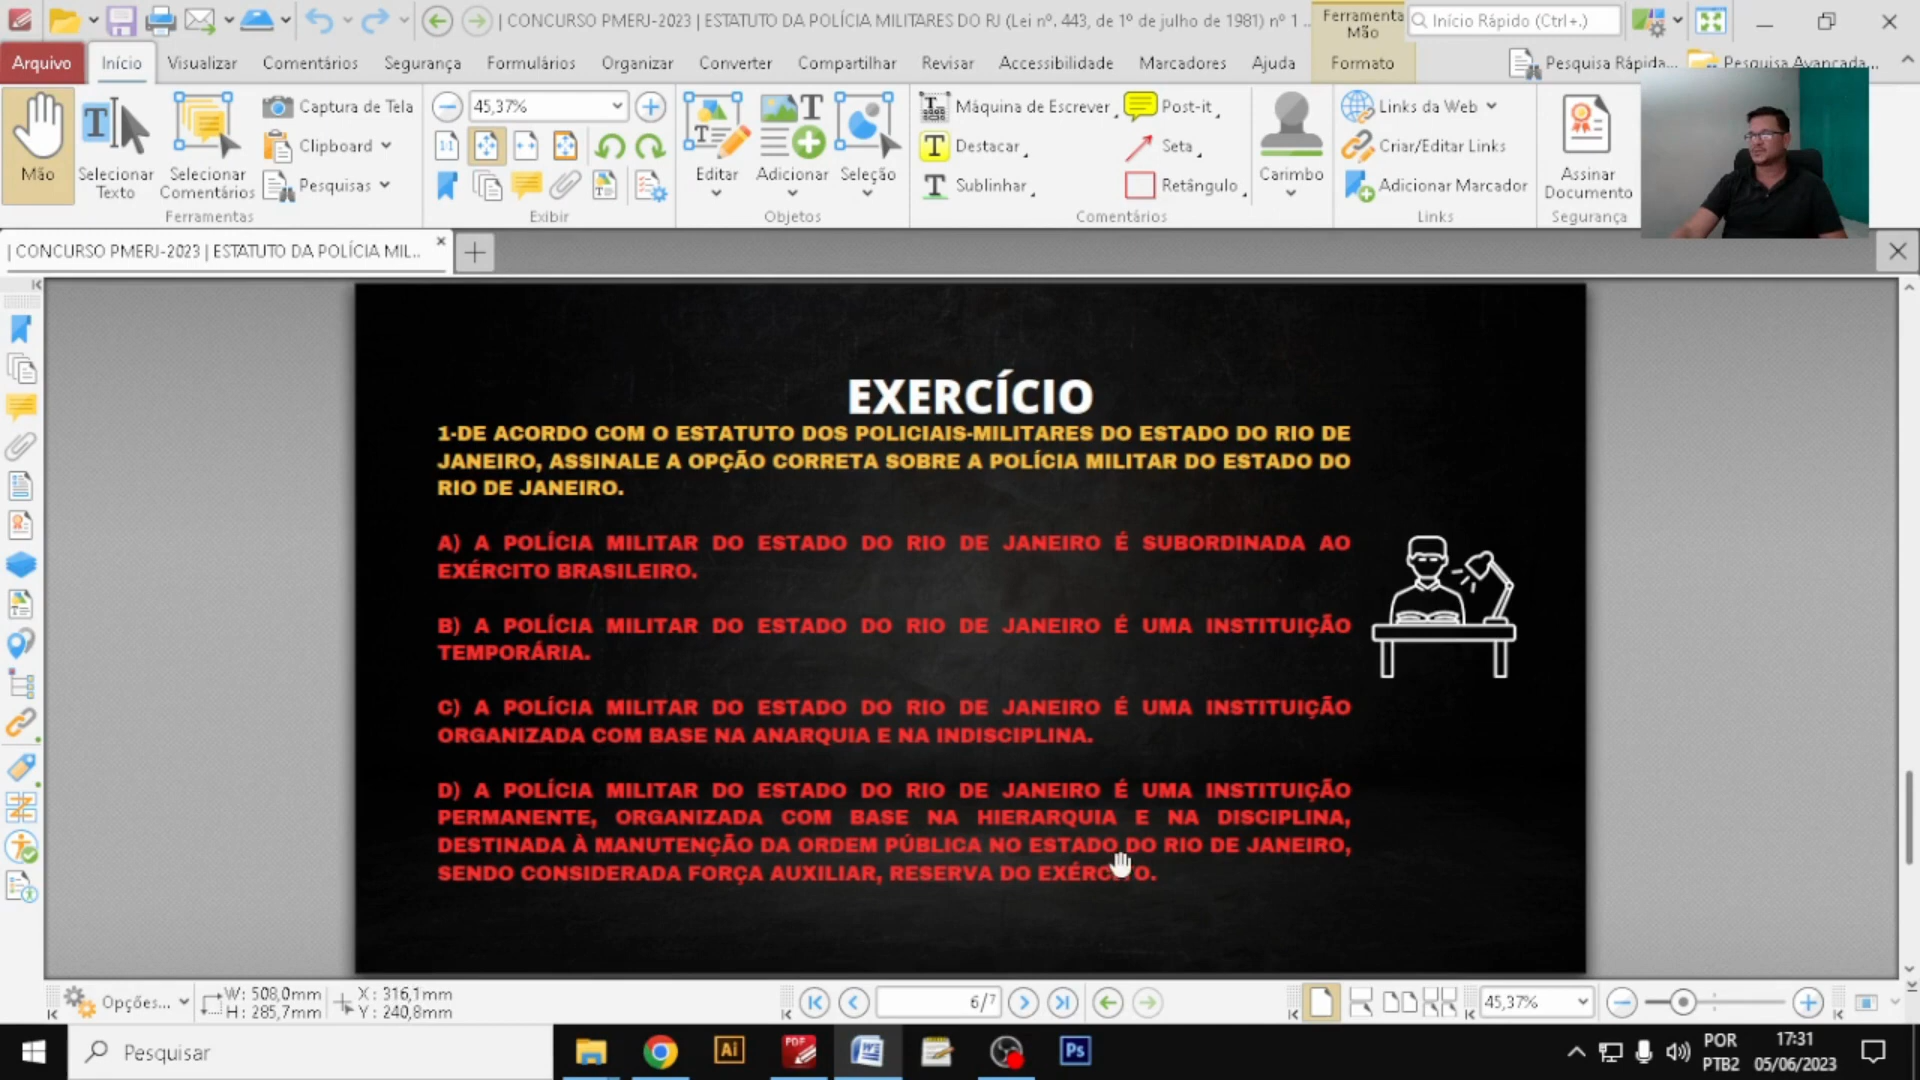 | CONCURSO PMERJ-2023 | ESTATUTO DA POLÍCIA MILITARES DO RJ (Lei nº. 443, de 1º de julho de 1981) nº 1 ...
Ferramenta
Mão
Início Rápido (Ctrl+.)
Arquivo
Início
Visualizar
Comentários
Segurança
Formulários
Organizar
Converter
Compartilhar
Revisar
Acessibilidade
Marcadores
Ajuda
Formato
Pesquisa Rápida...
Pesquisa Avançada...
Mão
Selecionar
Texto
Selecionar
Comentários
Captura de Tela
Clipboard
Pesquisas
Ferramentas
45,37%
1:1
Exibir
Editar
Adicionar
Seleção
Objetos
Máquina de Escrever
Destacar
Sublinhar
Post-it
Seta
Retângulo
Carimbo
Comentários
Links da Web
Criar/Editar Links
Adicionar Marcador
Links
Assinar
Documento
Segurança
| CONCURSO PMERJ-2023 | ESTATUTO DA POLÍCIA MIL...
EXERCÍCIO
1-DE ACORDO COM O ESTATUTO DOS POLICIAIS-MILITARES DO ESTADO DO RIO DE
JANEIRO, ASSINALE A OPÇÃO CORRETA SOBRE A POLÍCIA MILITAR DO ESTADO DO
RIO DE JANEIRO.
A) A POLÍCIA MILITAR DO ESTADO DO RIO DE JANEIRO É SUBORDINADA AO
EXÉRCITO BRASILEIRO.
B) A POLÍCIA MILITAR DO ESTADO DO RIO DE JANEIRO É UMA INSTITUIÇÃO
TEMPORÁRIA.
C) A POLÍCIA MILITAR DO ESTADO DO RIO DE JANEIRO É UMA INSTITUIÇÃO
ORGANIZADA COM BASE NA ANARQUIA E NA INDISCIPLINA.
D) A POLÍCIA MILITAR DO ESTADO DO RIO DE JANEIRO É UMA INSTITUIÇÃO
PERMANENTE, ORGANIZADA COM BASE NA HIERARQUIA E NA DISCIPLINA,
DESTINADA À MANUTENÇÃO DA ORDEM PÚBLICA NO ESTADO DO RIO DE JANEIRO,
SENDO CONSIDERADA FORÇA AUXILIAR, RESERVA DO EXÉRCITO.
Opções...
W: 508,0mm
H: 285,7mm
X: 316,1mm
Y: 240,8mm
6/7
45,37%
Pesquisar
Ai
PDF
W
Ps
POR
PTB2
17:31
05/06/2023